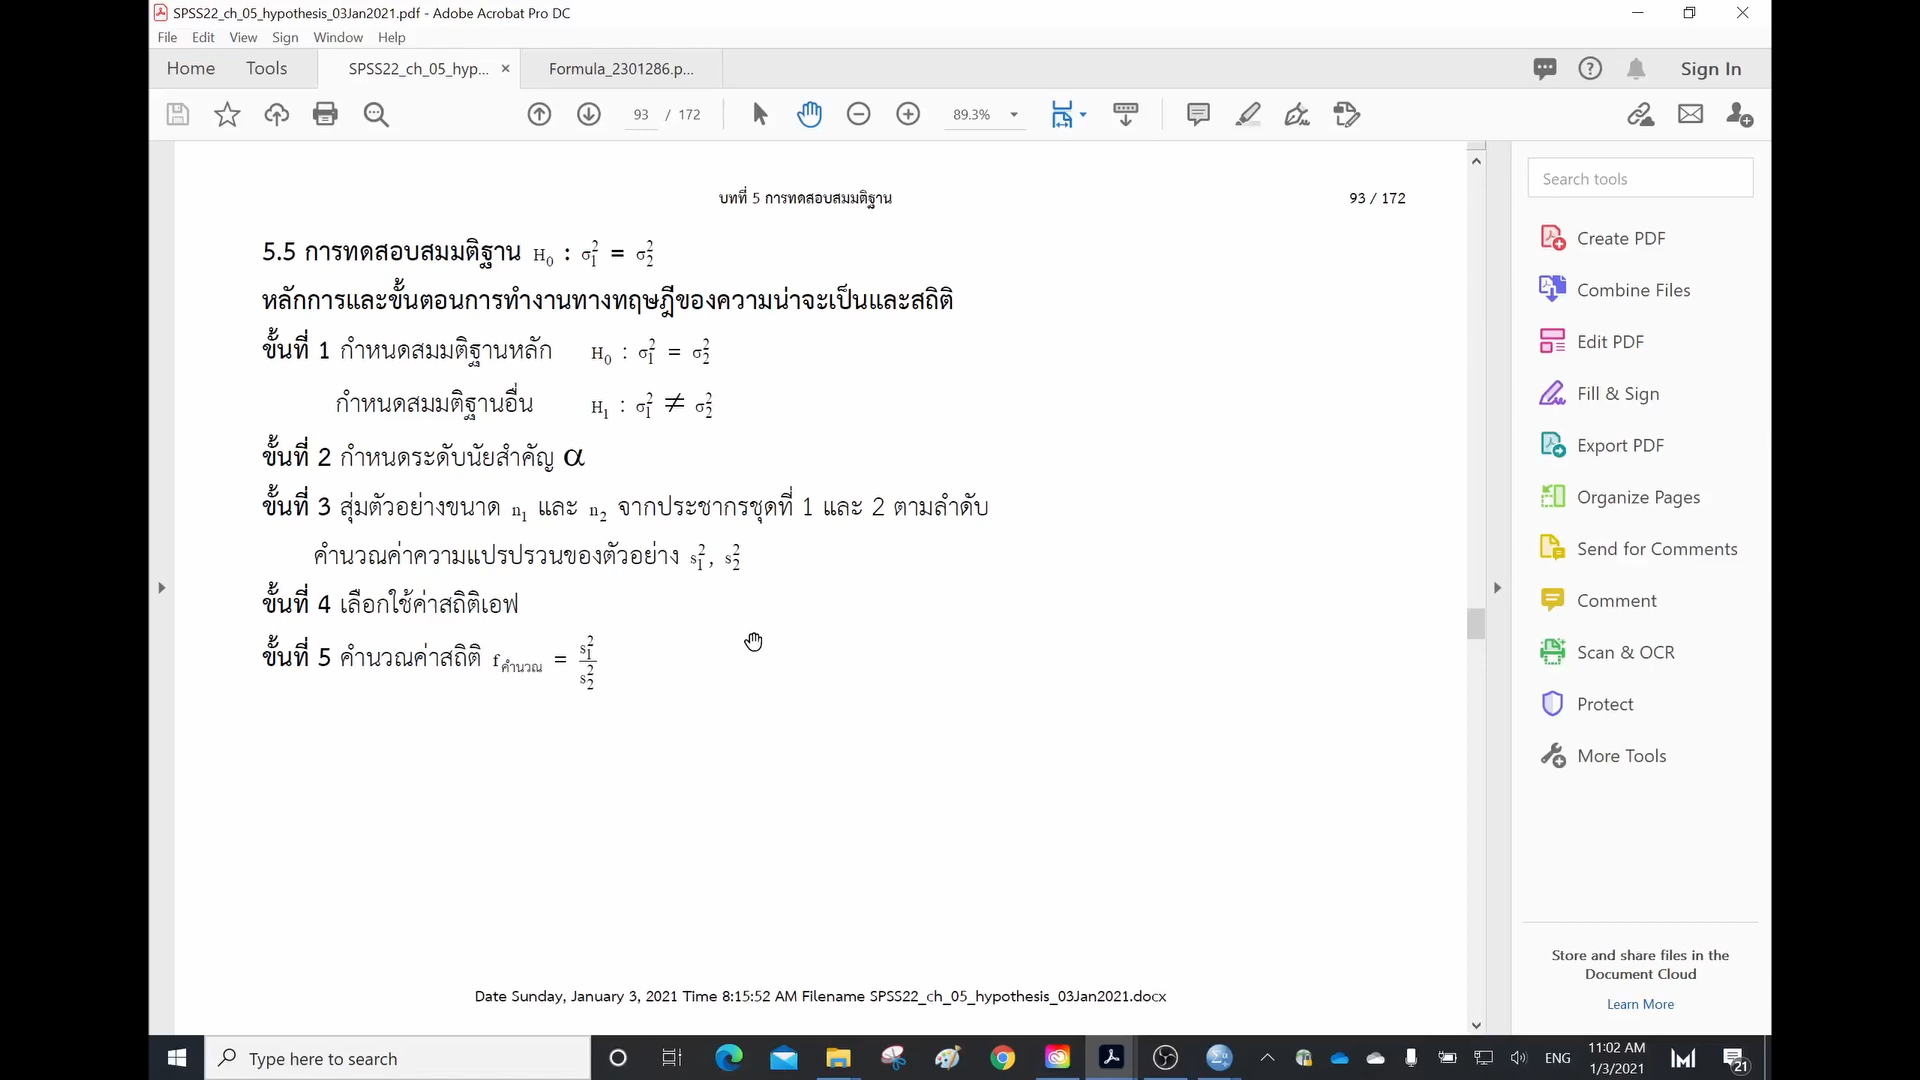 SPSS22_ch_05_hypothesis_03Jan2021.pdf - Adobe Acrobat Pro DC
File Edit View Sign Window Help
Home Tools SPSS22_ch_05_hyp... × Formula_2301286.p... Sign In
93 / 172 89.3%
บทที่ 5 การทดสอบสมมติฐาน 93 / 172
5.5 การทดสอบสมมติฐาน H₀ : σ₁² = σ₂²
หลักการและขั้นตอนการทำงานทางทฤษฎีของความน่าจะเป็นและสถิติ
ขั้นที่ 1 กำหนดสมมติฐานหลัก H₀ : σ₁² = σ₂²
กำหนดสมมติฐานอื่น H₁ : σ₁² ≠ σ₂²
ขั้นที่ 2 กำหนดระดับนัยสำคัญ α
ขั้นที่ 3 สุ่มตัวอย่างขนาด n₁ และ n₂ จากประชากรชุดที่ 1 และ 2 ตามลำดับ
คำนวณค่าความแปรปรวนของตัวอย่าง s₁², s₂²
ขั้นที่ 4 เลือกใช้ค่าสถิติเอฟ
ขั้นที่ 5 คำนวณค่าสถิติ f คำนวณ = s₁² / s₂²
Date Sunday, January 3, 2021 Time 8:15:52 AM Filename SPSS22_ch_05_hypothesis_03Jan2021.docx
Search tools
Create PDF
Combine Files
Edit PDF
Fill & Sign
Export PDF
Organize Pages
Send for Comments
Comment
Scan & OCR
Protect
More Tools
Store and share files in the
Document Cloud
Learn More
Type here to search
ENG
11:02 AM
1/3/2021
21